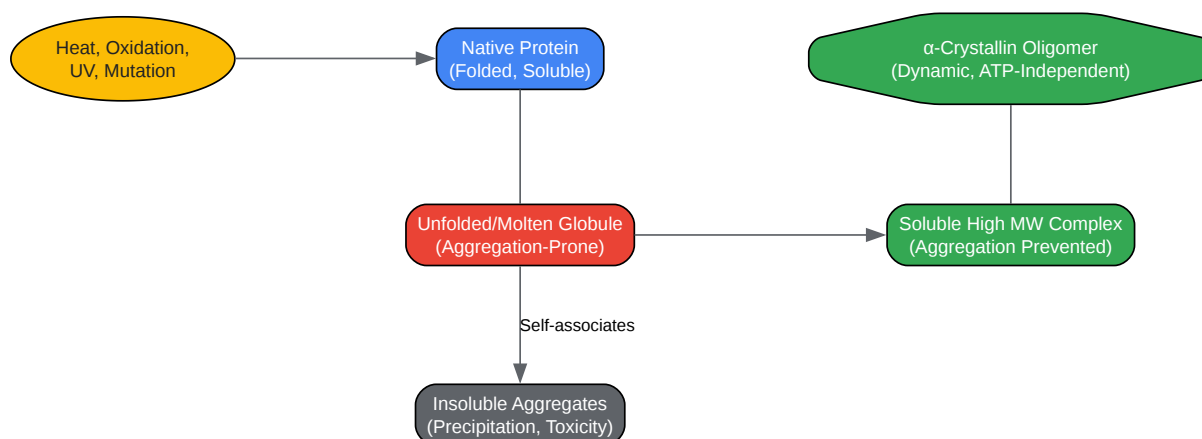 Heat, Oxidation,
UV, Mutation
Native Protein
(Folded, Soluble)
α-Crystallin Oligomer
(Dynamic, ATP-Independent)
Unfolded/Molten Globule
(Aggregation-Prone)
Soluble High MW Complex
(Aggregation Prevented)
Self-associates
Insoluble Aggregates
(Precipitation, Toxicity)